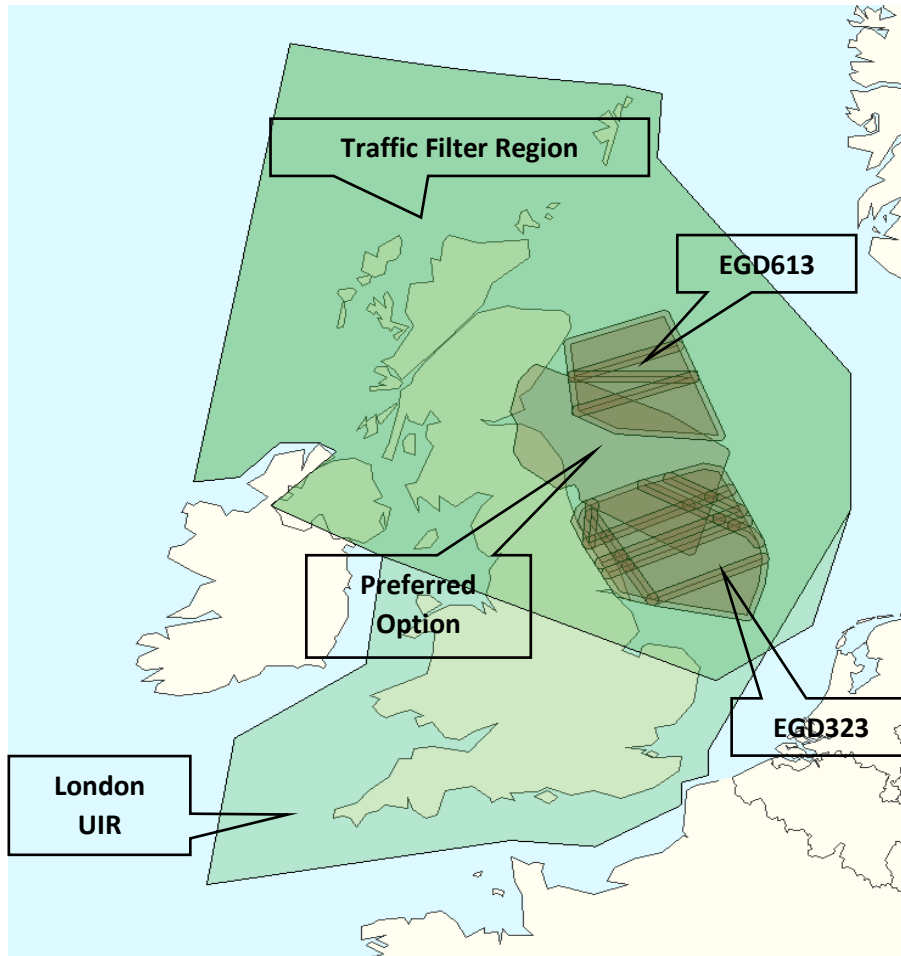 Traffic Filter Region
EGD613
Preferred
Option
EGD323
London
UIR